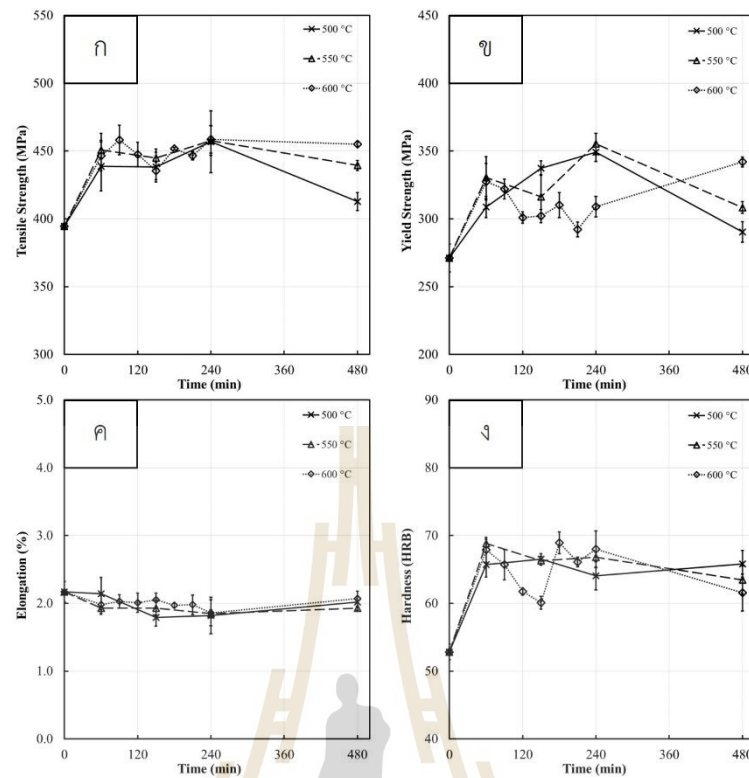 ก
550
500
450
400
350
300
Tensile Strength (MPa)
0 120 240 360 480
Time (min)
500 °C
550 °C
600 °C
ข
450
400
350
300
250
200
Yield Strength (MPa)
0 120 240 360 480
Time (min)
500 °C
550 °C
600 °C
ค
5.0
4.0
3.0
2.0
1.0
0.0
Elongation (%)
0 120 240 360 480
Time (min)
500 °C
550 °C
600 °C
ง
90
80
70
60
50
40
Hardness (HRB)
0 120 240 360 480
Time (min)
500 °C
550 °C
600 °C